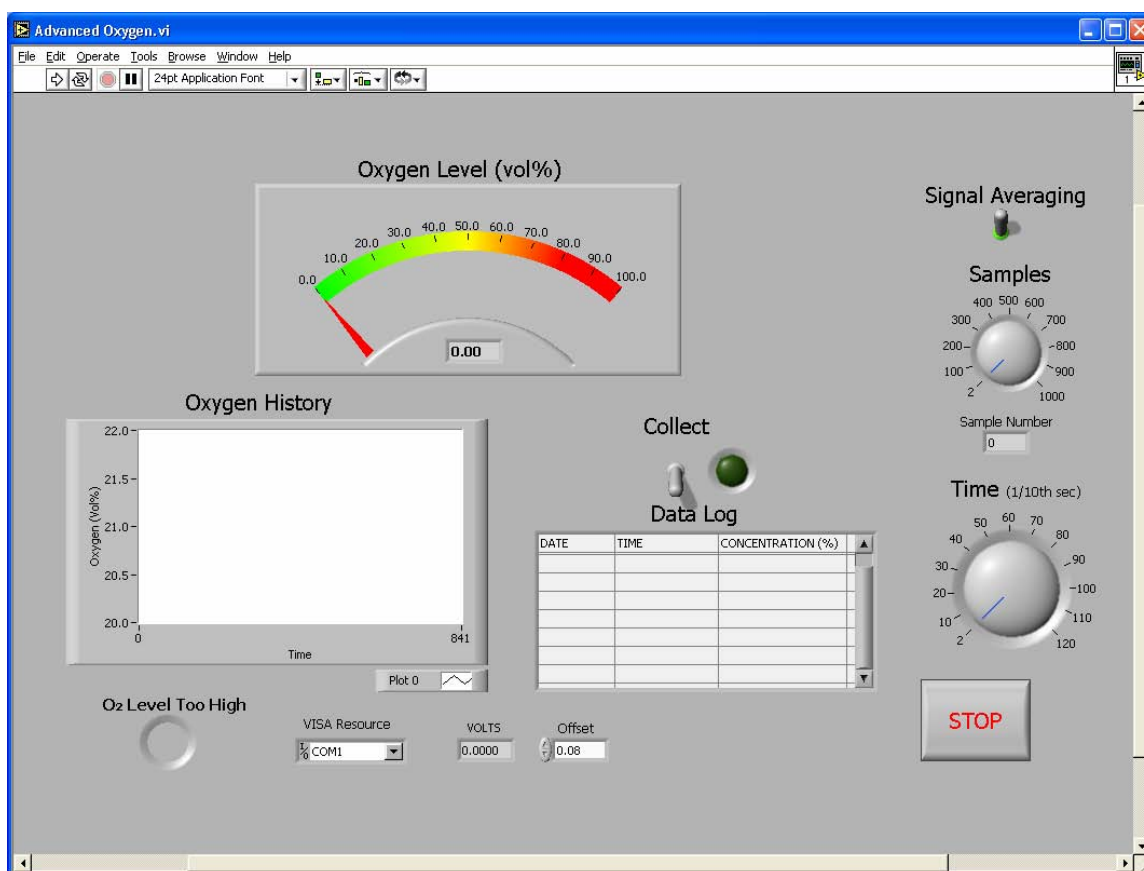 Advanced Oxygen.vi
File Edit Operate Tools Browse Window Help
24pt Application Font
1
Oxygen Level (vol%)
0.0 10.0 20.0 30.0 40.0 50.0 60.0 70.0 80.0 90.0 100.0
0.00
Signal Averaging
Samples
2 100 200 300 400 500 600 700 800 900 1000
Sample Number
0
Oxygen History
22.0
21.5
21.0
20.5
20.0
Oxygen (Vol%)
0 841
Time
Plot 0
Collect
Data Log
DATE TIME CONCENTRATION (%)
Time (1/10th sec)
2 10 20 30 40 50 60 70 80 90 100 110 120
O2 Level Too High
VISA Resource
I/O COM1
VOLTS
0.0000
Offset
0.08
STOP